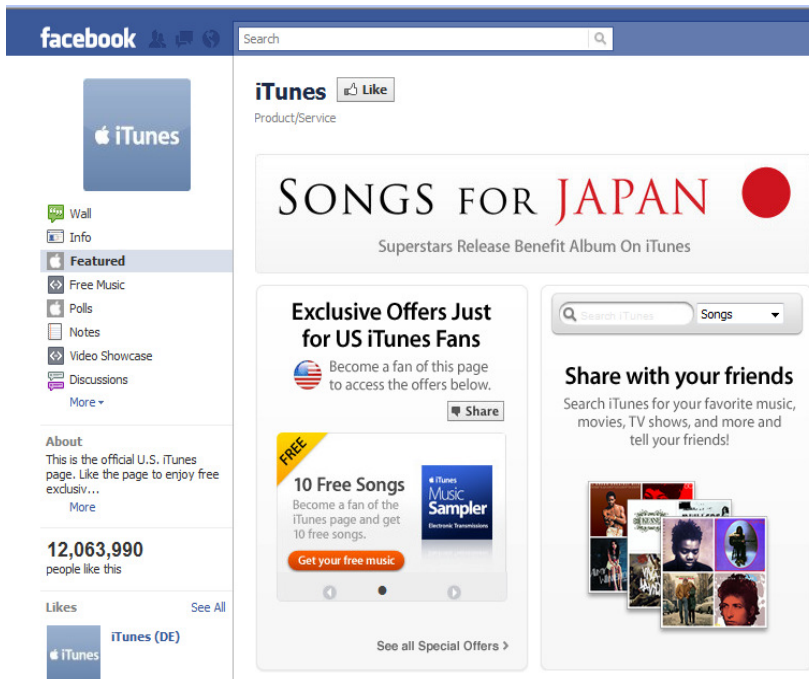 facebook
Search
iTunes
iTunes
Like
Product/Service
Wall
Info
Featured
Free Music
Polls
Notes
Video Showcase
Discussions
More
About
This is the official U.S. iTunes
page. Like the page to enjoy free
exclusiv...
More
12,063,990
people like this
Likes
See All
iTunes
iTunes (DE)
SONGS FOR JAPAN
Superstars Release Benefit Album On iTunes
Exclusive Offers Just
for US iTunes Fans
Become a fan of this page
to access the offers below.
Share
FREE
10 Free Songs
Become a fan of the
iTunes page and get
10 free songs.
Get your free music
iTunes
Music
Sampler
Electronic Transmissions
See all Special Offers
Search iTunes
Songs
Share with your friends
Search iTunes for your favorite music,
movies, TV shows, and more and
tell your friends!